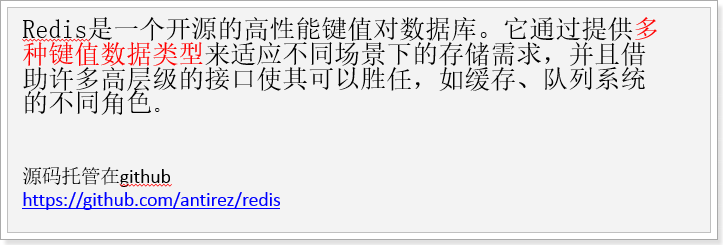 Redis是一个开源的高性能键值对数据库。它通过提供多
种键值数据类型来适应不同场景下的存储需求，并且借
助许多高层级的接口使其可以胜任，如缓存、队列系统
的不同角色。
源码托管在github
https://github.com/antirez/redis